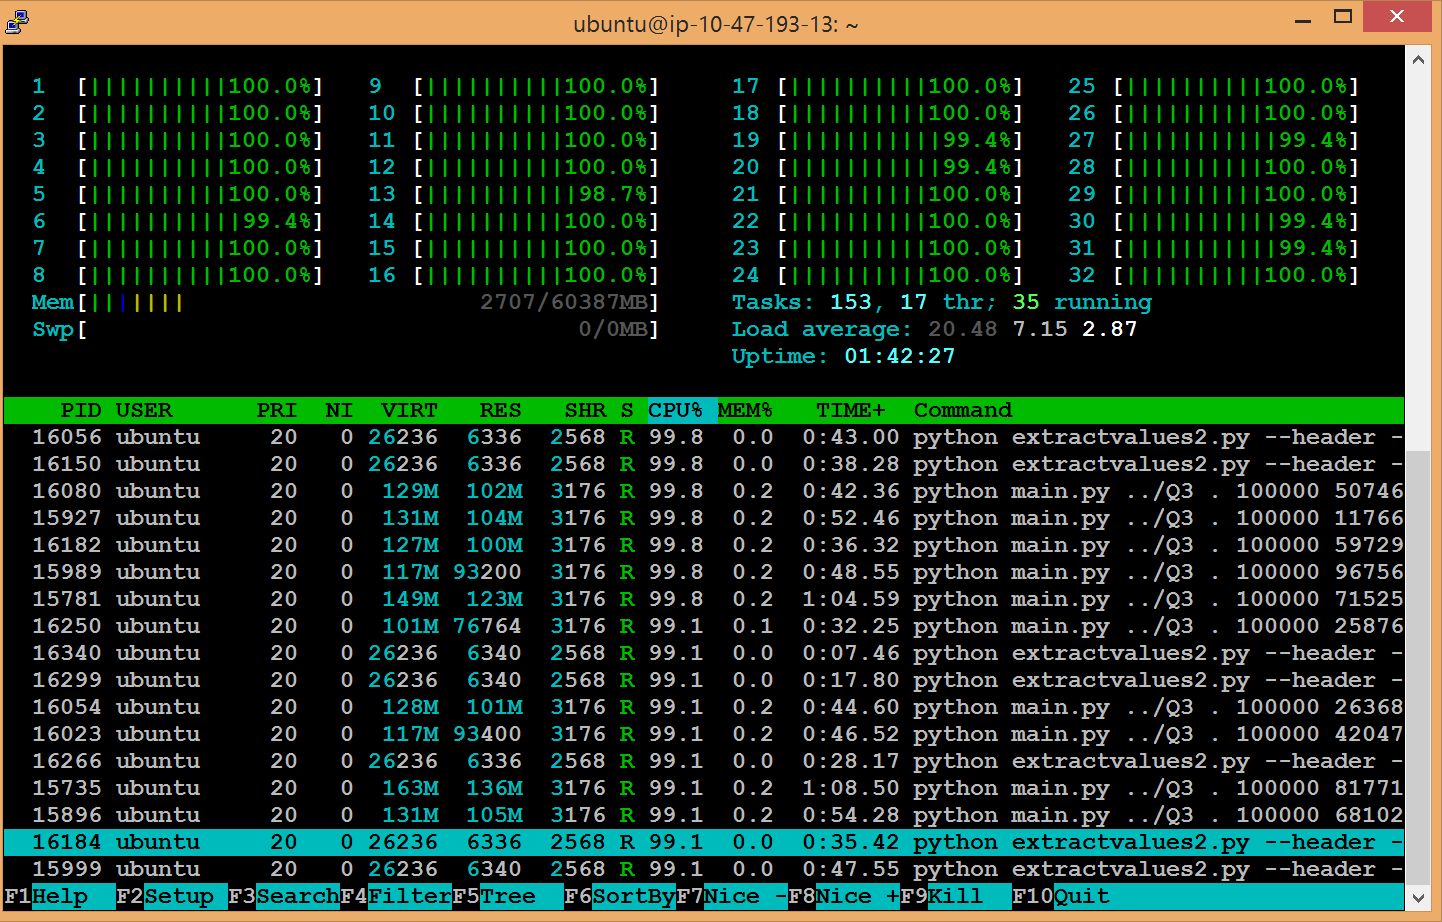 ubuntu@ip-10-47-193-13: ~
1 [||||||||||100.0%] 9 [||||||||||100.0%] 17 [||||||||||100.0%] 25 [||||||||||100.0%]
2 [||||||||||100.0%] 10 [||||||||||100.0%] 18 [||||||||||100.0%] 26 [||||||||||100.0%]
3 [||||||||||100.0%] 11 [||||||||||100.0%] 19 [|||||||||||99.4%] 27 [|||||||||||99.4%]
4 [||||||||||100.0%] 12 [||||||||||100.0%] 20 [|||||||||||99.4%] 28 [||||||||||100.0%]
5 [||||||||||100.0%] 13 [|||||||||||98.7%] 21 [||||||||||100.0%] 29 [||||||||||100.0%]
6 [|||||||||||99.4%] 14 [||||||||||100.0%] 22 [||||||||||100.0%] 30 [|||||||||||99.4%]
7 [||||||||||100.0%] 15 [||||||||||100.0%] 23 [||||||||||100.0%] 31 [|||||||||||99.4%]
8 [||||||||||100.0%] 16 [||||||||||100.0%] 24 [||||||||||100.0%] 32 [||||||||||100.0%]
Mem[||||||| 2707/60387MB] Tasks: 153, 17 thr; 35 running
Swp[ 0/0MB] Load average: 20.48 7.15 2.87
Uptime: 01:42:27
PID USER PRI NI VIRT RES SHR S CPU% MEM% TIME+ Command
16056 ubuntu 20 0 26236 6336 2568 R 99.8 0.0 0:43.00 python extractvalues2.py --header -
16150 ubuntu 20 0 26236 6336 2568 R 99.8 0.0 0:38.28 python extractvalues2.py --header -
16080 ubuntu 20 0 129M 102M 3176 R 99.8 0.2 0:42.36 python main.py ../Q3 . 100000 50746
15927 ubuntu 20 0 131M 104M 3176 R 99.8 0.2 0:52.46 python main.py ../Q3 . 100000 11766
16182 ubuntu 20 0 127M 100M 3176 R 99.8 0.2 0:36.32 python main.py ../Q3 . 100000 59729
15989 ubuntu 20 0 117M 93200 3176 R 99.8 0.2 0:48.55 python main.py ../Q3 . 100000 96756
15781 ubuntu 20 0 149M 123M 3176 R 99.8 0.2 1:04.59 python main.py ../Q3 . 100000 71525
16250 ubuntu 20 0 101M 76764 3176 R 99.1 0.1 0:32.25 python main.py ../Q3 . 100000 25876
16340 ubuntu 20 0 26236 6340 2568 R 99.1 0.0 0:07.46 python extractvalues2.py --header -
16299 ubuntu 20 0 26236 6340 2568 R 99.1 0.0 0:17.80 python extractvalues2.py --header -
16054 ubuntu 20 0 128M 101M 3176 R 99.1 0.2 0:44.60 python main.py ../Q3 . 100000 26368
16023 ubuntu 20 0 117M 93400 3176 R 99.1 0.2 0:46.52 python main.py ../Q3 . 100000 42047
16266 ubuntu 20 0 26236 6336 2568 R 99.1 0.0 0:28.17 python extractvalues2.py --header -
15735 ubuntu 20 0 163M 136M 3176 R 99.1 0.2 1:08.50 python main.py ../Q3 . 100000 81771
15896 ubuntu 20 0 131M 105M 3176 R 99.1 0.2 0:54.28 python main.py ../Q3 . 100000 68102
16184 ubuntu 20 0 26236 6336 2568 R 99.1 0.0 0:35.42 python extractvalues2.py --header -
15999 ubuntu 20 0 26236 6340 2568 R 99.1 0.0 0:47.55 python extractvalues2.py --header -
F1Help F2Setup F3SearchF4FilterF5Tree F6SortByF7Nice -F8Nice +F9Kill F10Quit